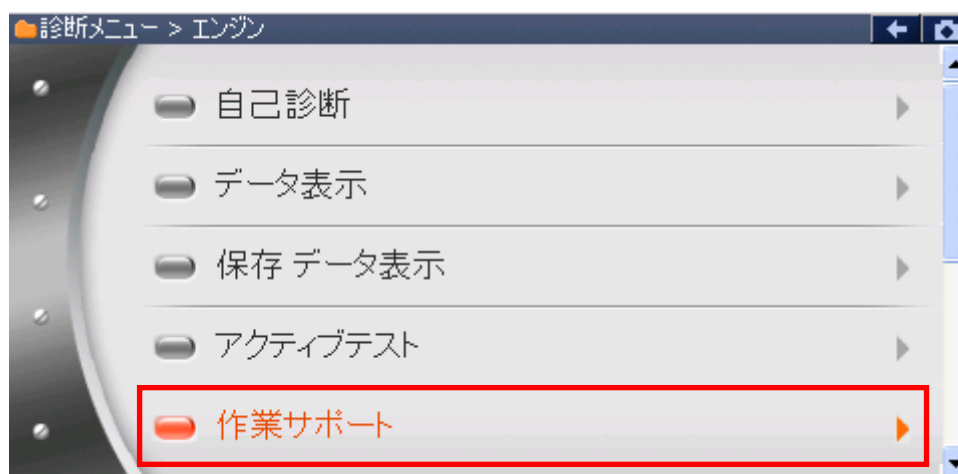 診断メニュー > エンジン
自己診断
データ表示
保存 データ表示
アクティブテスト
作業サポート